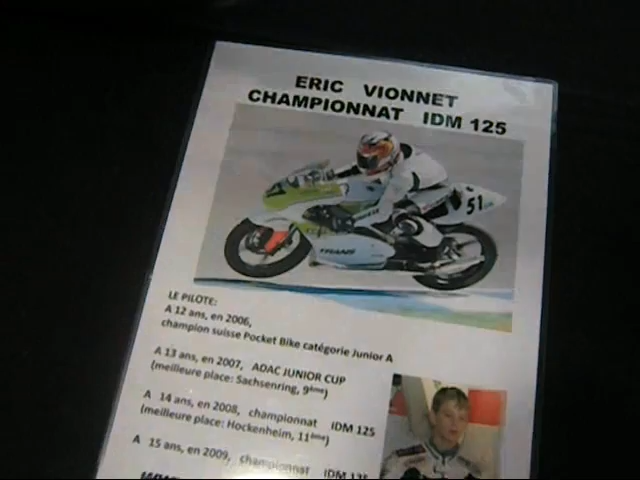 ERIC VIONNET
CHAMPIONNAT IDM 125
51
TRANS
LE PILOTE:
A 12 ans, en 2006,
champion suisse Pocket Bike catégorie Junior A
A 13 ans, en 2007, ADAC JUNIOR CUP
(meilleure place: Sachsenring, 9ème)
A 14 ans, en 2008, championnat IDM 125
(meilleure place: Hockenheim, 11ème)
A 15 ans, en 2009, championnat IDM